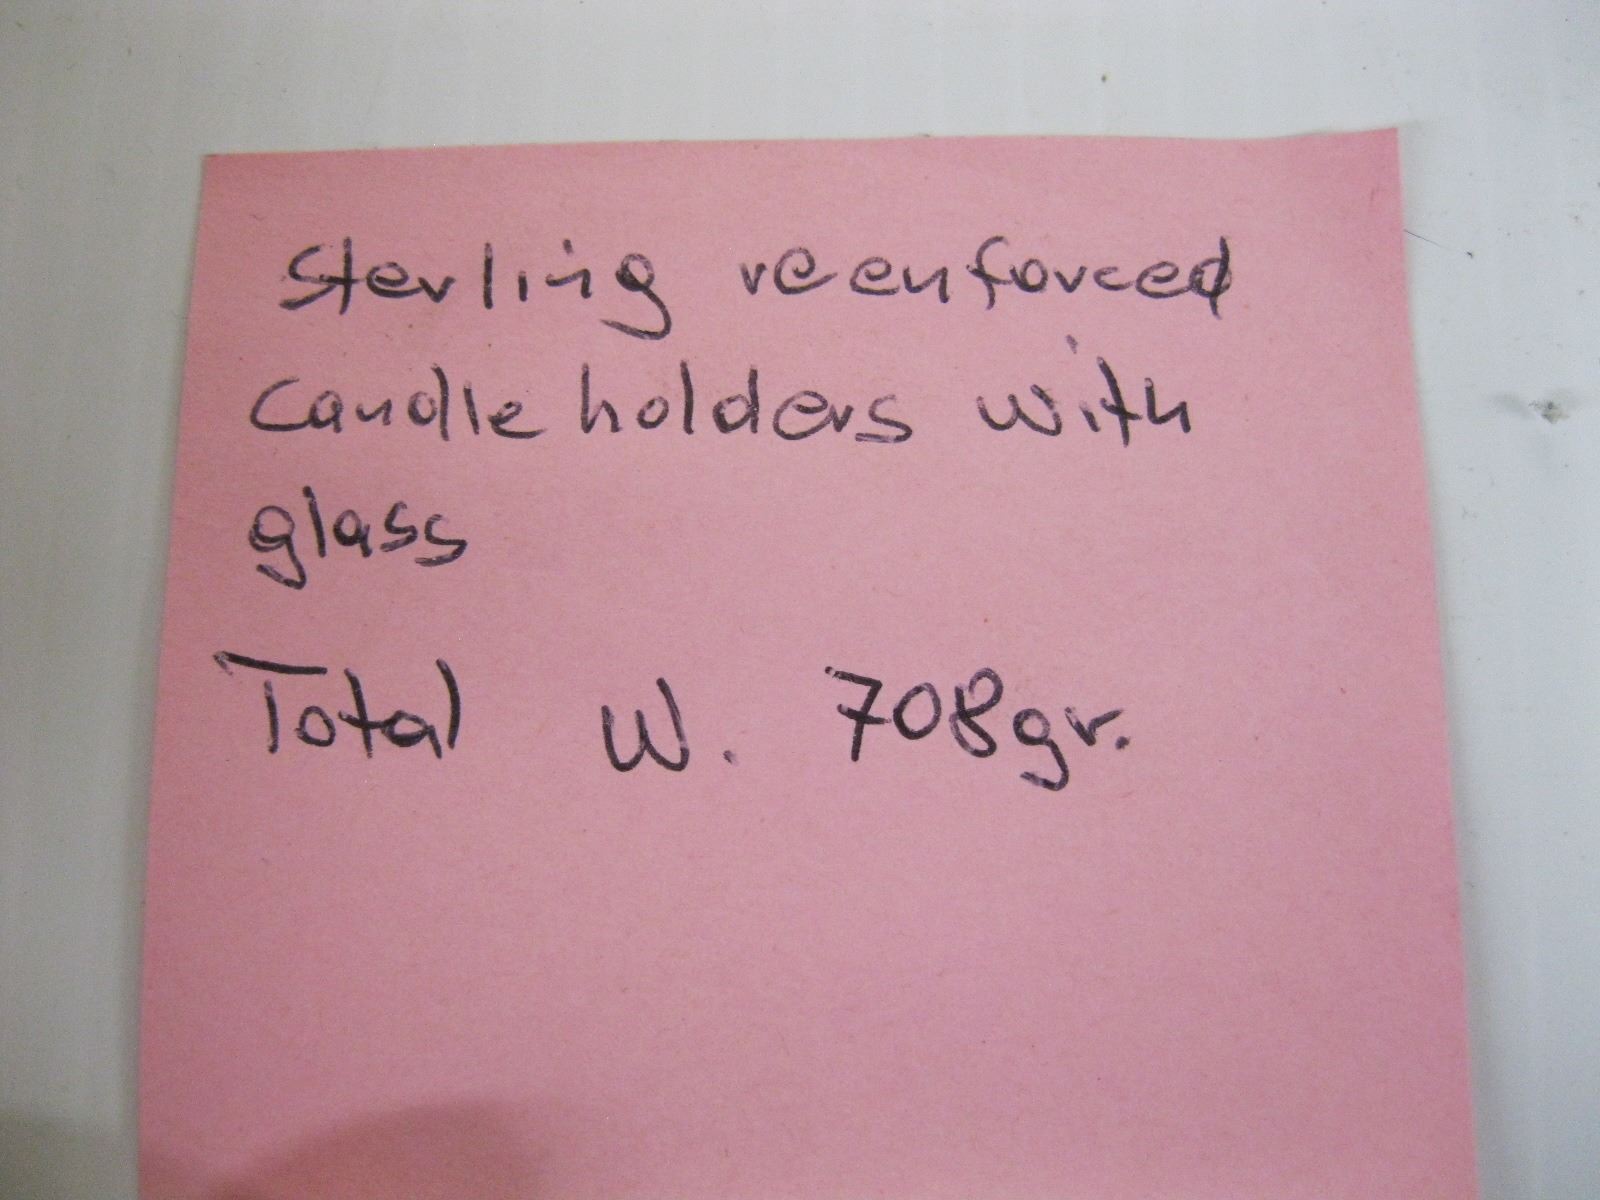 Sterling reenforced
candle holders with
glass
Total W. 708gr.